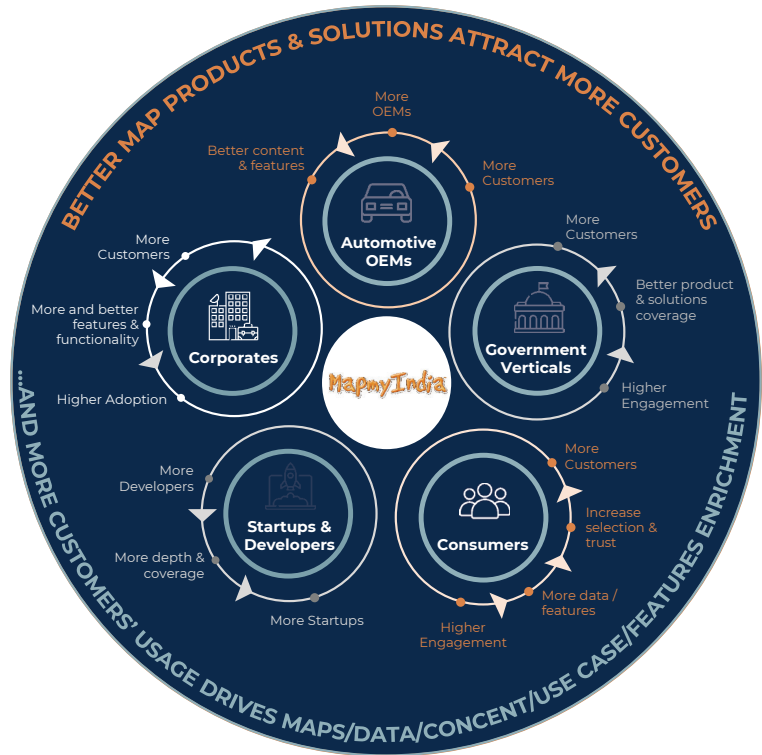 BETTER MAP PRODUCTS & SOLUTIONS ATTRACT MORE CUSTOMERS
More
OEMs
Better content
& features
More
Customers
Automotive
OEMs
More
Customers
More and better
features &
functionality
Higher Adoption
Corporates
More
Customers
Better product
& solutions
coverage
Higher
Engagement
Government
Verticals
MapmyIndia
More
Developers
More depth &
coverage
More Startups
Startups &
Developers
More
Customers
Increase
selection &
trust
More data /
features
Higher
Engagement
Consumers
...AND MORE CUSTOMERS' USAGE DRIVES MAPS/DATA/CONCENT/USE CASE/FEATURES ENRICHMENT